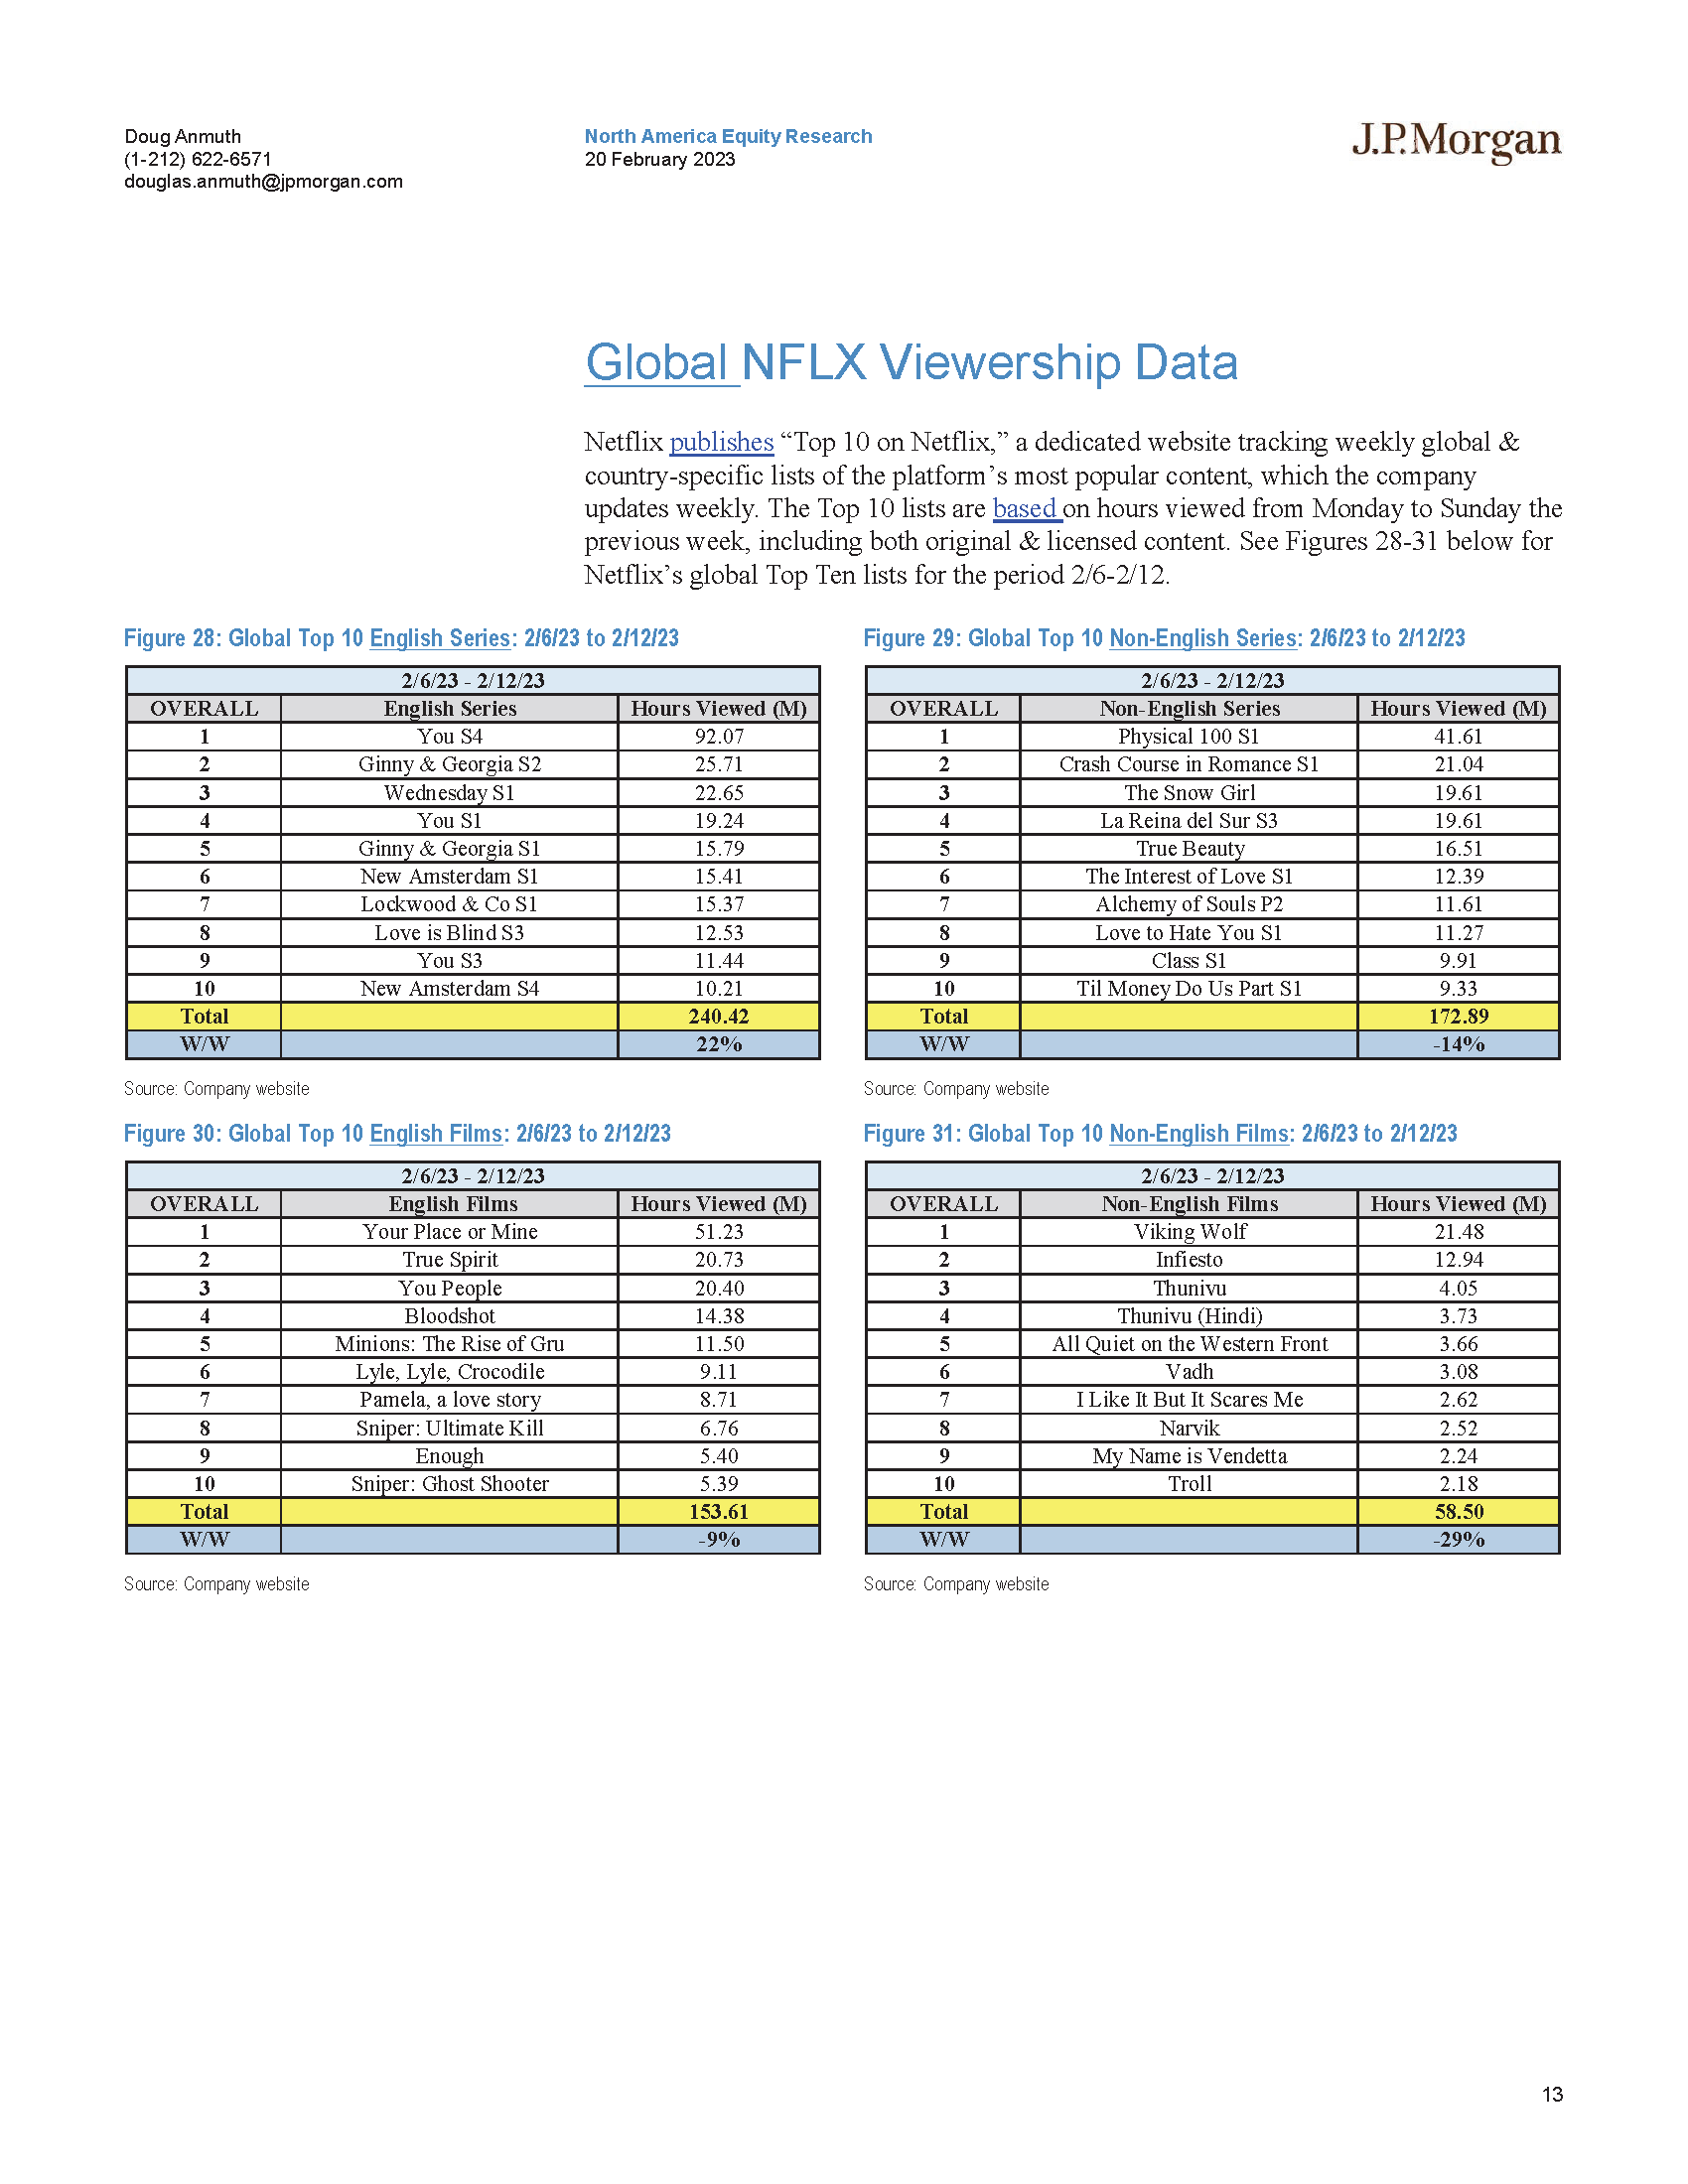 Doug Anmuth
(1-212) 622-6571
douglas.anmuth@jpmorgan.com
North America Equity Research
20 February 2023
J.P.Morgan
Global NFLX Viewership Data
Netflix publishes “Top 10 on Netflix,” a dedicated website tracking weekly global &
country-specific lists of the platform’s most popular content, which the company
updates weekly. The Top 10 lists are based on hours viewed from Monday to Sunday the
previous week, including both original & licensed content. See Figures 28-31 below for
Netflix’s global Top Ten lists for the period 2/6-2/12.
Figure 28: Global Top 10 English Series: 2/6/23 to 2/12/23
2/6/23 - 2/12/23
OVERALL English Series Hours Viewed (M)
1 You S4 92.07
2 Ginny & Georgia S2 25.71
3 Wednesday S1 22.65
4 You S1 19.24
5 Ginny & Georgia S1 15.79
6 New Amsterdam S1 15.41
7 Lockwood & Co S1 15.37
8 Love is Blind S3 12.53
9 You S3 11.44
10 New Amsterdam S4 10.21
Total 240.42
W/W 22%
Source: Company website
Figure 29: Global Top 10 Non-English Series: 2/6/23 to 2/12/23
2/6/23 - 2/12/23
OVERALL Non-English Series Hours Viewed (M)
1 Physical 100 S1 41.61
2 Crash Course in Romance S1 21.04
3 The Snow Girl 19.61
4 La Reina del Sur S3 19.61
5 True Beauty 16.51
6 The Interest of Love S1 12.39
7 Alchemy of Souls P2 11.61
8 Love to Hate You S1 11.27
9 Class S1 9.91
10 Til Money Do Us Part S1 9.33
Total 172.89
W/W -14%
Source: Company website
Figure 30: Global Top 10 English Films: 2/6/23 to 2/12/23
2/6/23 - 2/12/23
OVERALL English Films Hours Viewed (M)
1 Your Place or Mine 51.23
2 True Spirit 20.73
3 You People 20.40
4 Bloodshot 14.38
5 Minions: The Rise of Gru 11.50
6 Lyle, Lyle, Crocodile 9.11
7 Pamela, a love story 8.71
8 Sniper: Ultimate Kill 6.76
9 Enough 5.40
10 Sniper: Ghost Shooter 5.39
Total 153.61
W/W -9%
Source: Company website
Figure 31: Global Top 10 Non-English Films: 2/6/23 to 2/12/23
2/6/23 - 2/12/23
OVERALL Non-English Films Hours Viewed (M)
1 Viking Wolf 21.48
2 Infiesto 12.94
3 Thunivu 4.05
4 Thunivu (Hindi) 3.73
5 All Quiet on the Western Front 3.66
6 Vadh 3.08
7 I Like It But It Scares Me 2.62
8 Narvik 2.52
9 My Name is Vendetta 2.24
10 Troll 2.18
Total 58.50
W/W -29%
Source: Company website
13